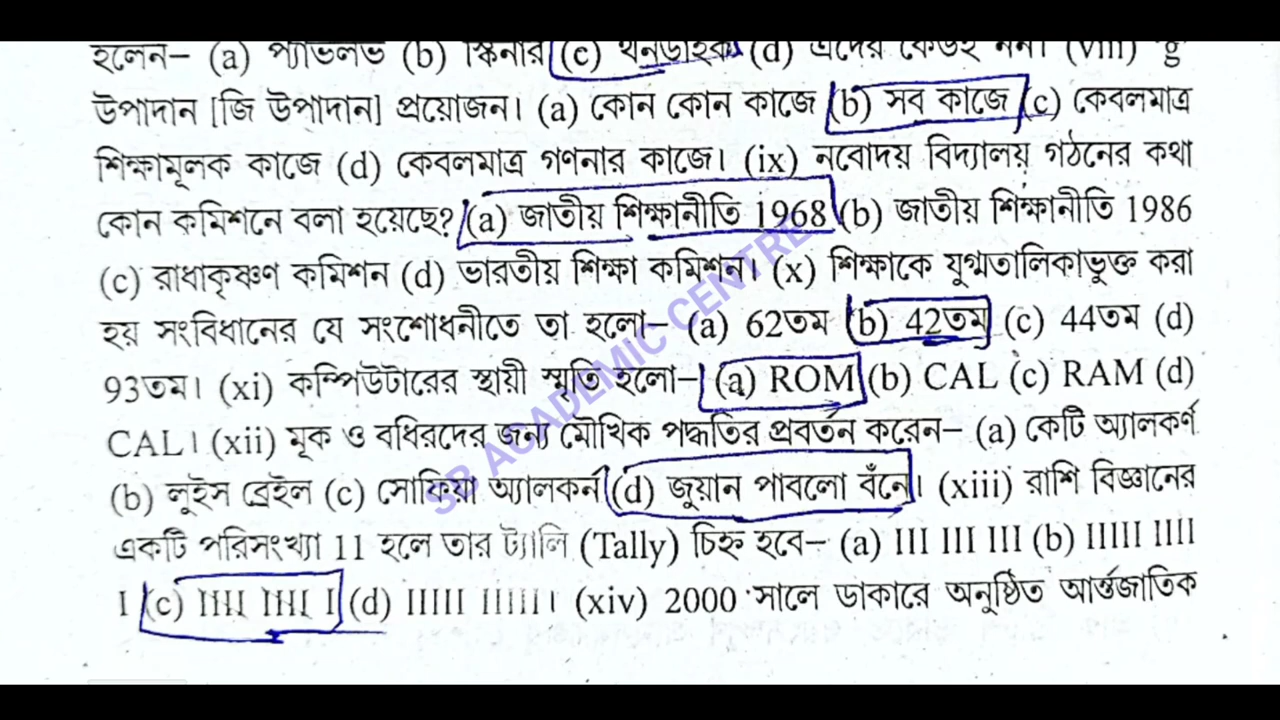 হলেন– (a) প্যাভলভ (b) স্কিনার (c) থর্নডাইক (d) এদের কেউই নন। (viii) 'g'
উপাদান [জি উপাদান] প্রয়োজন। (a) কোন কোন কাজে (b) সব কাজে (c) কেবলমাত্র
শিক্ষামূলক কাজে (d) কেবলমাত্র গণনার কাজে। (ix) নবোদয় বিদ্যালয় গঠনের কথা
কোন কমিশনে বলা হয়েছে? (a) জাতীয় শিক্ষানীতি 1968 (b) জাতীয় শিক্ষানীতি 1986
(c) রাধাকৃষ্ণণ কমিশন (d) ভারতীয় শিক্ষা কমিশন। (x) শিক্ষাকে যুগ্মতালিকাভুক্ত করা
হয় সংবিধানের যে সংশোধনীতে তা হলো– (a) 62তম (b) 42তম (c) 44তম (d)
93তম। (xi) কম্পিউটারের স্থায়ী স্মৃতি হলো– (a) ROM (b) CAL (c) RAM (d)
CAL। (xii) মূক ও বধিরদের জন্য মৌখিক পদ্ধতির প্রবর্তন করেন– (a) কেটি অ্যালকর্ণ
(b) লুইস ব্রেইল (c) সোফিয়া অ্যালকর্ন (d) জুয়ান পাবলো বঁনে। (xiii) রাশি বিজ্ঞানের
একটি পরিসংখ্যা 11 হলে তার ট্যালি (Tally) চিহ্ন হবে– (a) III III III (b) IIIII IIII
I (c) IIII IIII I (d) IIIII IIIII। (xiv) 2000 সালে ডাকারে অনুষ্ঠিত আর্ন্তজাতিক
SB ACADEMIC CENTRE